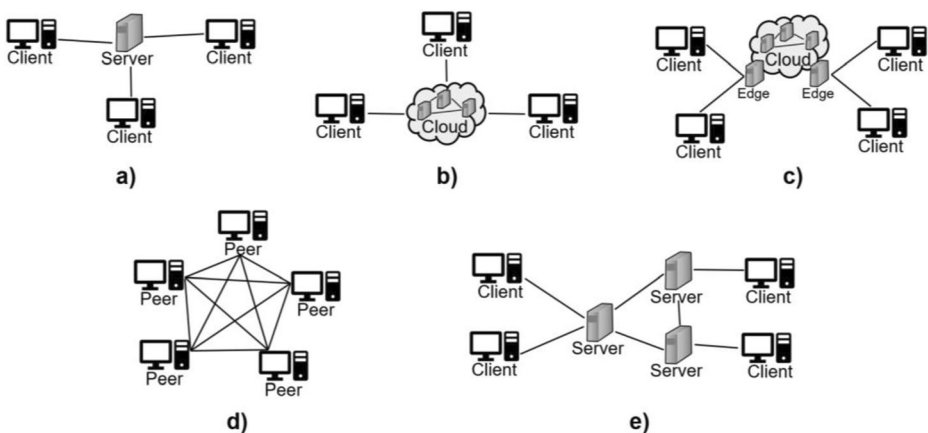 Client
Server
Client
Client
a)
Client
Client
Cloud
Client
b)
Client
Cloud
Client
Edge
Edge
Client
Client
c)
Peer
Peer
Peer
Peer
Peer
d)
Client
Server
Client
Server
Client
Server
Client
e)